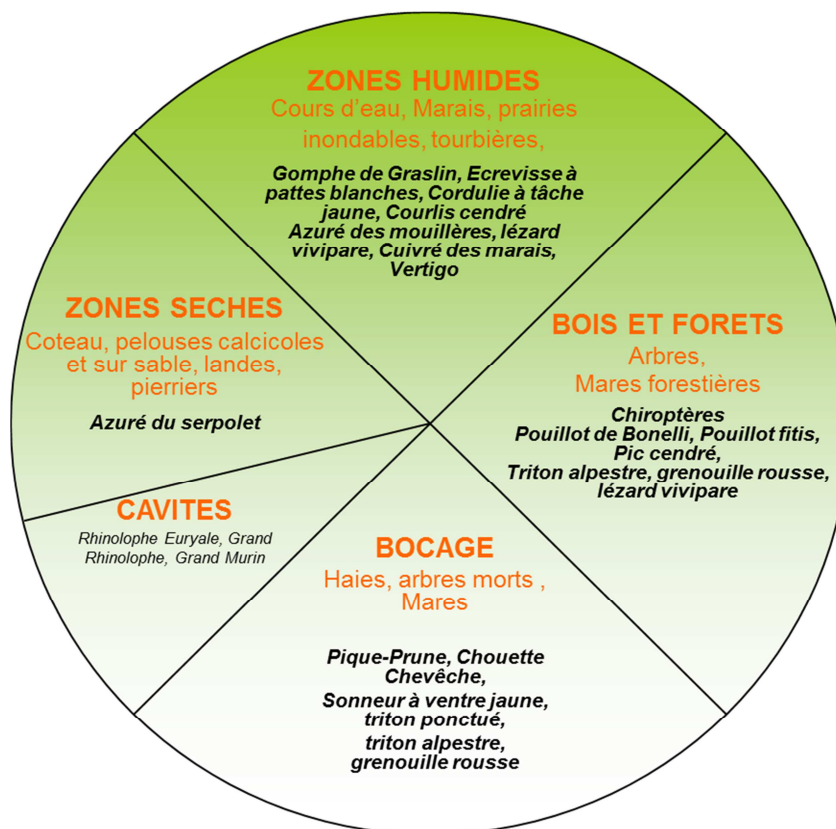 ZONES HUMIDES
Cours d'eau, Marais, prairies
inondables, tourbières,
Gomphe de Graslin, Ecrevisse à
pattes blanches, Cordulie à tâche
jaune, Courlis cendré
Azuré des mouillères, lézard
vivipare, Cuivré des marais,
Vertigo
ZONES SECHES
Coteau, pelouses calcicoles
et sur sable, landes,
pierriers
Azuré du serpolet
BOIS ET FORETS
Arbres,
Mares forestières
Chiroptères
Pouillot de Bonelli, Pouillot fitis,
Pic cendré,
Triton alpestre, grenouille rousse,
lézard vivipare
CAVITES
Rhinolophe Euryale, Grand
Rhinolophe, Grand Murin
BOCAGE
Haies, arbres morts ,
Mares
Pique-Prune, Chouette
Chevêche,
Sonneur à ventre jaune,
triton ponctué,
triton alpestre,
grenouille rousse